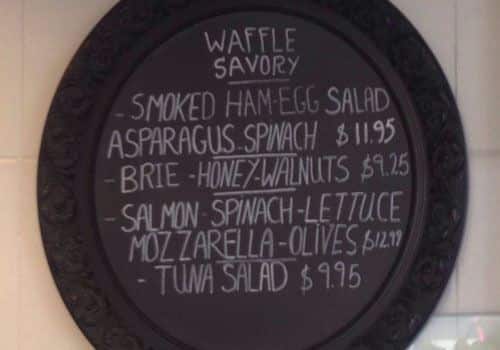 WAFFLE
SAVORY
- SMOKED HAM-EGG SALAD
ASPARAGUS-SPINACH $11.95
- BRIE - HONEY-WALNUTS $9.25
- SALMON-SPINACH-LETTUCE
MOZZARELLA-OLIVES $12.99
- TUNA SALAD $9.95